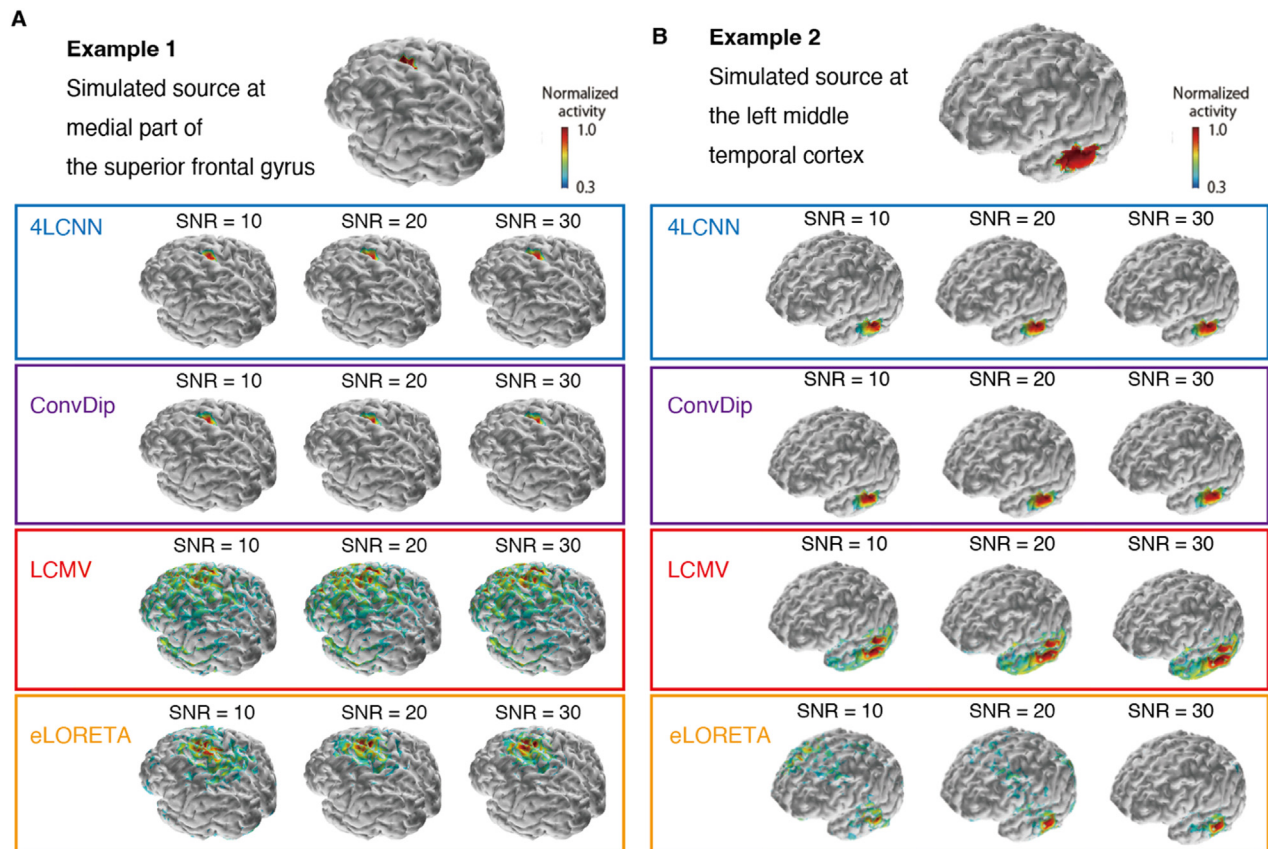 A
Example 1
Simulated source at
medial part of
the superior frontal gyrus
Normalized
activity
1.0
0.3
4LCNN
SNR = 10
SNR = 20
SNR = 30
ConvDip
SNR = 10
SNR = 20
SNR = 30
LCMV
SNR = 10
SNR = 20
SNR = 30
eLORETA
SNR = 10
SNR = 20
SNR = 30
B
Example 2
Simulated source at
the left middle
temporal cortex
Normalized
activity
1.0
0.3
4LCNN
SNR = 10
SNR = 20
SNR = 30
ConvDip
SNR = 10
SNR = 20
SNR = 30
LCMV
SNR = 10
SNR = 20
SNR = 30
eLORETA
SNR = 10
SNR = 20
SNR = 30